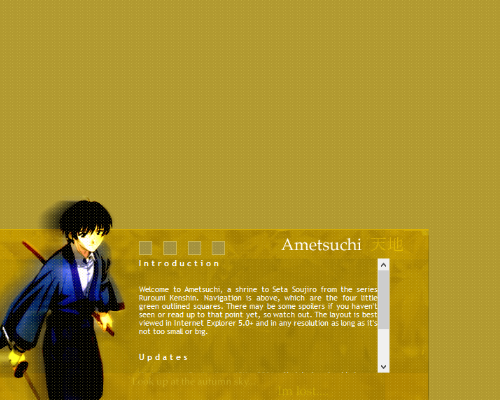 Ametsuchi 天地
Introduction
Welcome to Ametsuchi, a shrine to Seta Soujiro from the series
Rurouni Kenshin. Navigation is above, which are the four little
green outlined squares. There may be some spoilers if you haven't
seen or read up to that point yet, so watch out. The layout is best
viewed in Internet Explorer 5.0+ and in any resolution as long as it's
not too small or big.
Updates
Look up at the autumn sky...
Im lost ...